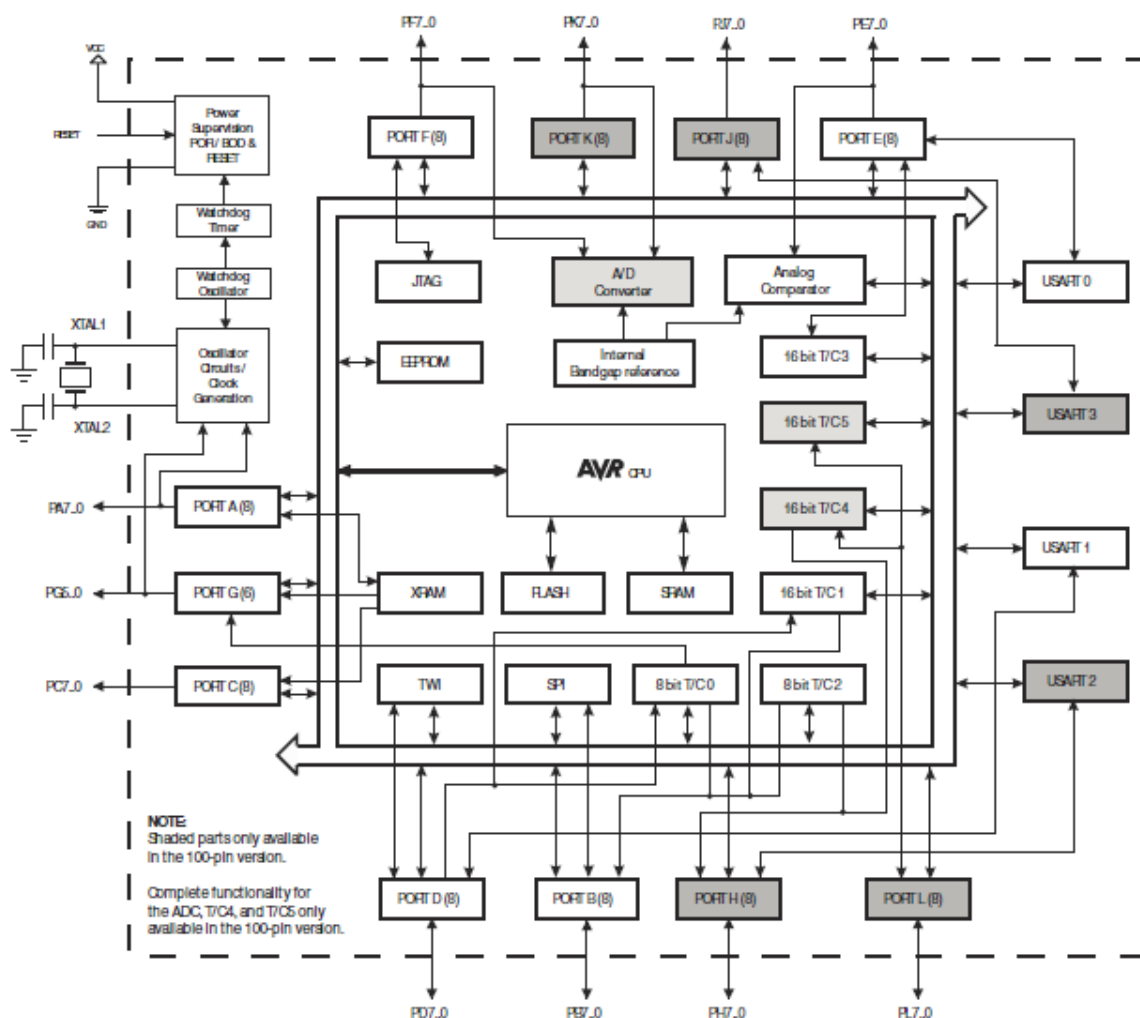 PF7..0
PK7..0
PJ7..0
PE7..0
VCC
RESET
GND
Power
Supervision
POR / BOD &
RESET
PORT F (8)
PORT K (8)
PORT J (8)
PORT E (8)
Watchdog
Timer
Watchdog
Oscillator
JTAG
A/D
Converter
Analog
Comparator
USART 0
XTAL1
Oscillator
Circuits /
Clock
Generation
XTAL2
EEPROM
Internal
Bandgap reference
16 bit T/C 3
USART 3
16 bit T/C 5
AVR CPU
PA7..0
PORT A (8)
16 bit T/C 4
USART 1
PG5..0
PORT G (6)
XRAM
FLASH
SRAM
16 bit T/C 1
PC7..0
PORT C (8)
TWI
SPI
8 bit T/C 0
8 bit T/C 2
USART 2
NOTE:
Shaded parts only available
in the 100-pin version.
Complete functionality for
the ADC, T/C4, and T/C5 only
available in the 100-pin version.
PORT D (8)
PORT B (8)
PORT H (8)
PORT L (8)
PD7..0
PB7..0
PH7..0
PL7..0